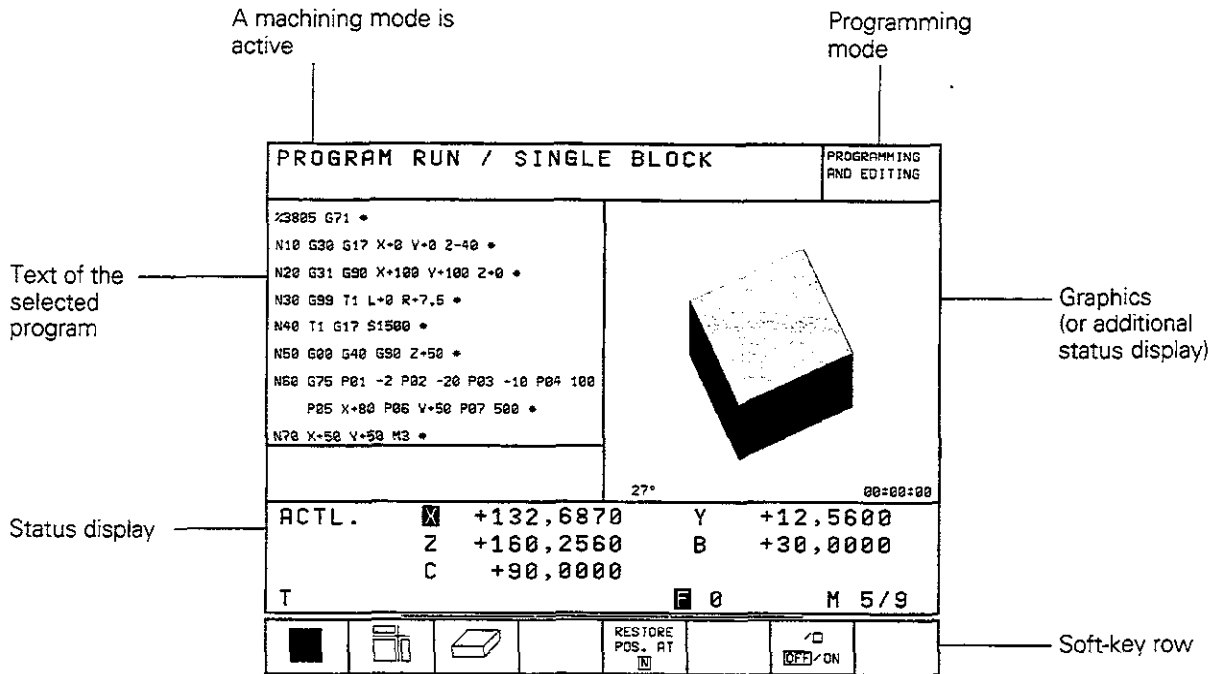 A machining mode is
active
Programming
mode
PROGRAM RUN / SINGLE BLOCK
PROGRAMMING
AND EDITING
%3805 G71 *
N10 G30 G17 X+0 Y+0 Z-40 *
N20 G31 G90 X+100 Y+100 Z+0 *
N30 G99 T1 L+0 R+7,5 *
N40 T1 G17 S1500 *
N50 G00 G40 G90 Z+50 *
N60 G75 P01 -2 P02 -20 P03 -10 P04 100
P05 X+80 P06 Y+50 P07 500 *
N70 X+50 Y+50 M3 *
Text of the
selected
program
Graphics
(or additional
status display)
27° 00:00:00
Status display
ACTL. X +132,6870 Y +12,5600
Z +160,2560 B +30,0000
C +90,0000
T F 0 M 5/9
RESTORE
POS. AT
N
/
OFF/ON
Soft-key row